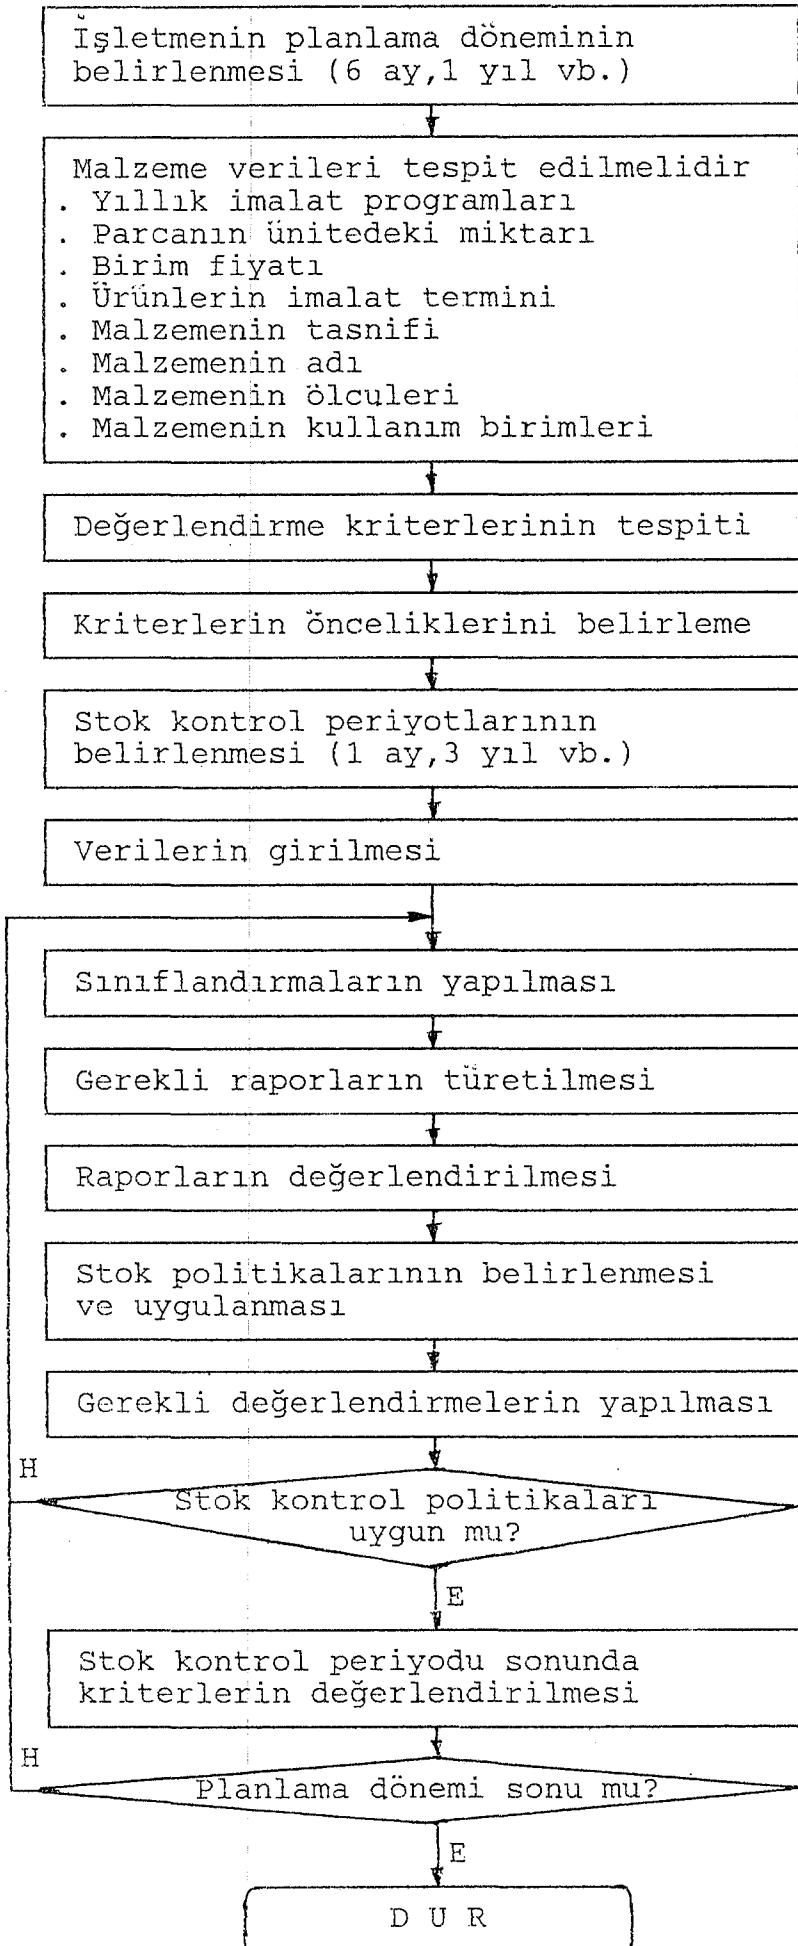 İşletmenin planlama döneminin
belirlenmesi (6 ay,1 yıl vb.)
Malzeme verileri tespit edilmelidir
. Yıllık imalat programları
. Parcanın ünitedeki miktarı
. Birim fiyatı
. Ürünlerin imalat termini
. Malzemenin tasnifi
. Malzemenin adı
. Malzemenin ölculeri
. Malzemenin kullanım birimleri
Değerlendirme kriterlerinin tespiti
Kriterlerin önceliklerini belirleme
Stok kontrol periyotlarının
belirlenmesi (1 ay,3 yıl vb.)
Verilerin girilmesi
Sınıflandırmaların yapılması
Gerekli raporların türetilmesi
Raporların değerlendirilmesi
Stok politikalarının belirlenmesi
ve uygulanması
Gerekli değerlendirmelerin yapılması
H
Stok kontrol politikaları
uygun mu?
E
Stok kontrol periyodu sonunda
kriterlerin değerlendirilmesi
H
Planlama dönemi sonu mu?
E
D U R